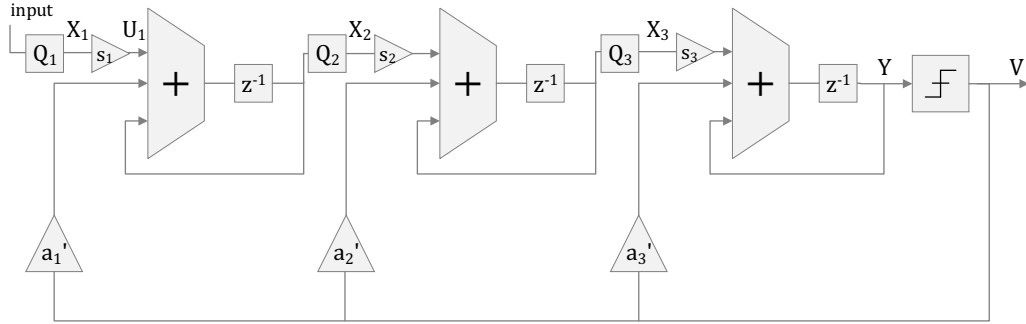 input
X₁ U₁ X₂ X₃
Q₁ s₁ Q₂ s₂ Q₃ s₃
Y V
+ z⁻¹ + z⁻¹ + z⁻¹
a₁' a₂' a₃'